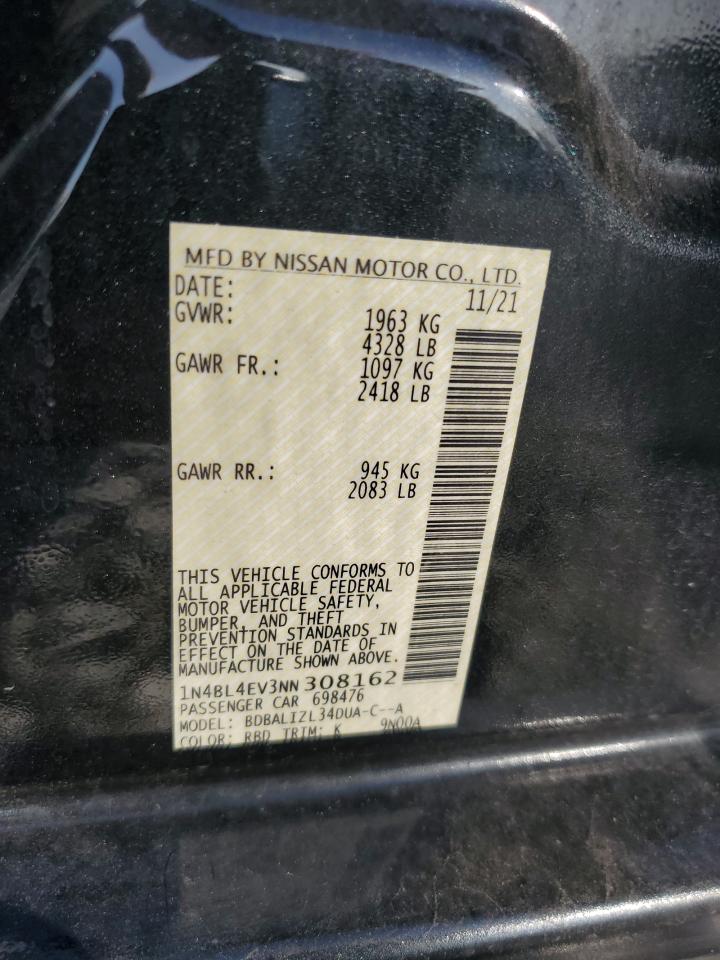 MFD BY NISSAN MOTOR CO., LTD.
DATE: 11/21
GVWR: 1963 KG
4328 LB
GAWR FR.: 1097 KG
2418 LB
GAWR RR.: 945 KG
2083 LB
THIS VEHICLE CONFORMS TO
ALL APPLICABLE FEDERAL
MOTOR VEHICLE SAFETY,
BUMPER, AND THEFT
PREVENTION STANDARDS IN
EFFECT ON THE DATE OF
MANUFACTURE SHOWN ABOVE.
1N4BL4EV3NN308162
PASSENGER CAR 698476
MODEL: BDBALIZL34DUA-C--A
COLOR: RBD TRIM: K 9N00A